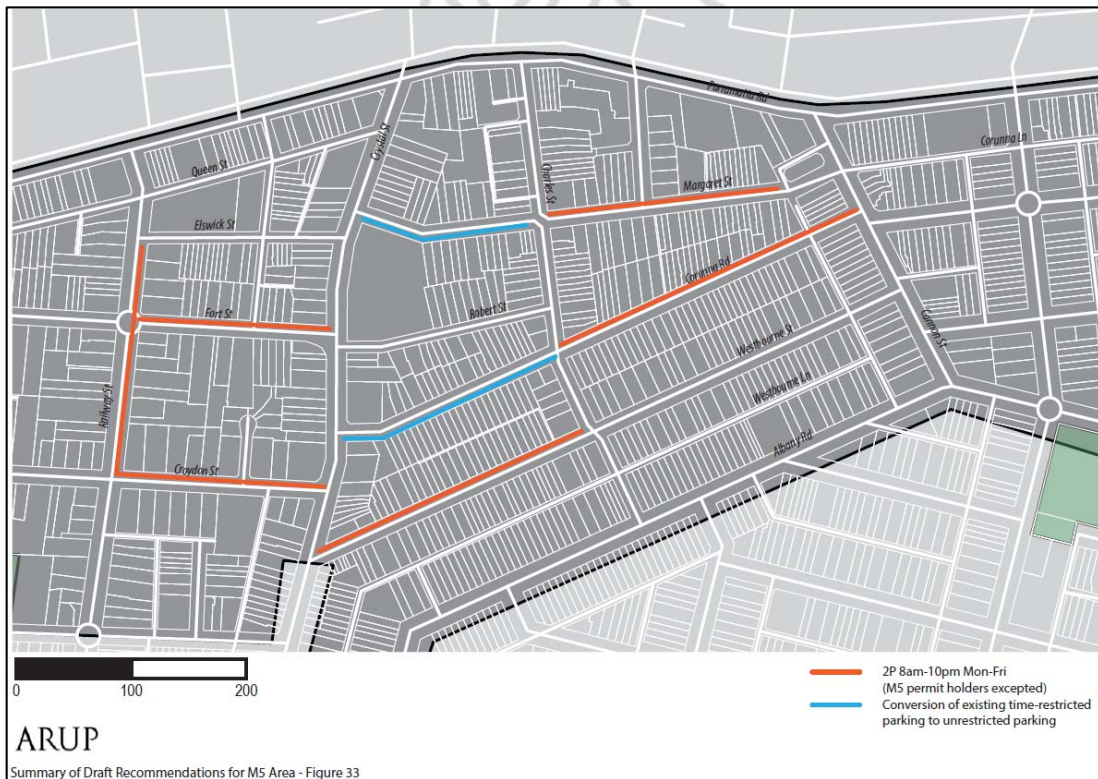 Parramatta Rd
Corunna Ln
Crystal St
Queen St
Charles St
Margaret St
Elswick St
Corunna Rd
Fort St
Robert St
Cannon St
Westbourne St
Railway St
Westbourne Ln
Albany Rd
Croydon St
0 100 200
2P 8am-10pm Mon-Fri
(M5 permit holders excepted)
Conversion of existing time-restricted
parking to unrestricted parking
ARUP
Summary of Draft Recommendations for M5 Area - Figure 33